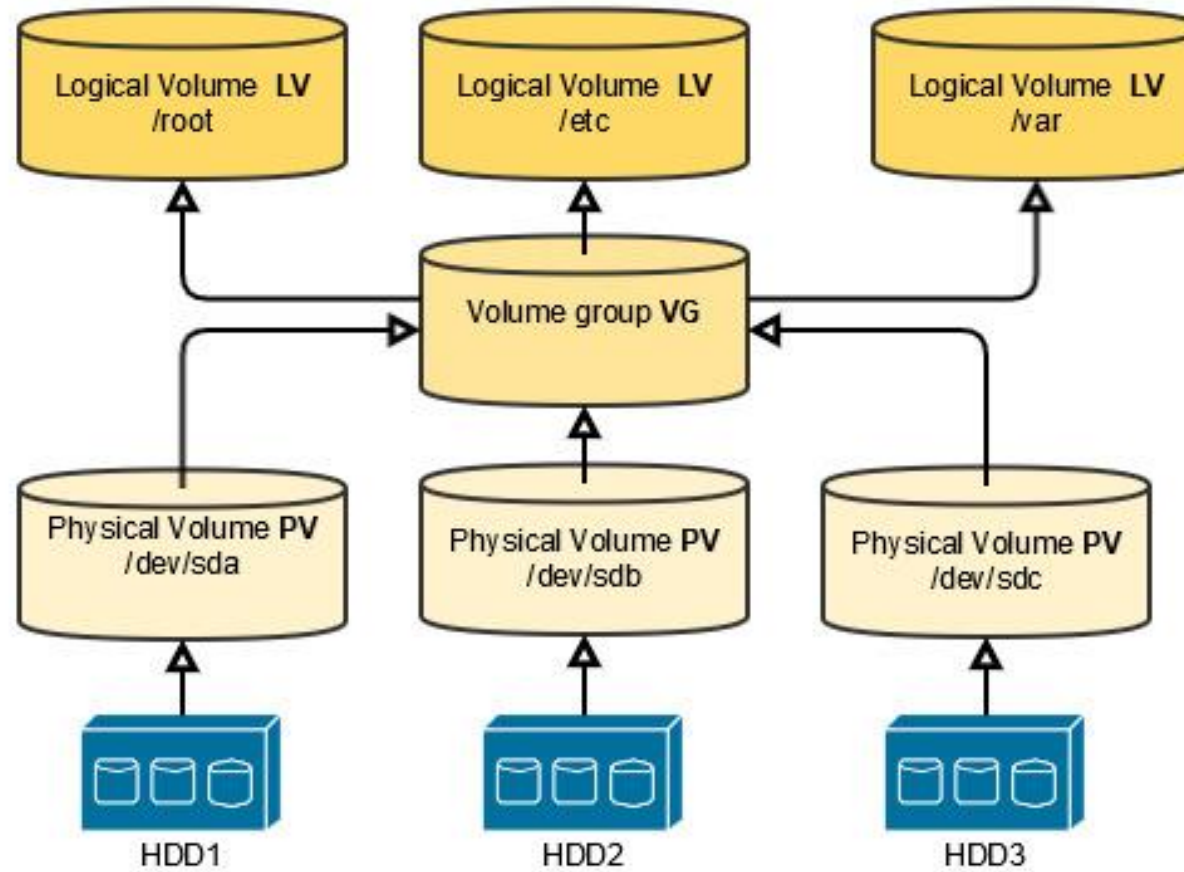 Logical Volume LV
/root
Logical Volume LV
/etc
Logical Volume LV
/var
Volume group VG
Physical Volume PV
/dev/sda
Physical Volume PV
/dev/sdb
Physical Volume PV
/dev/sdc
HDD1
HDD2
HDD3